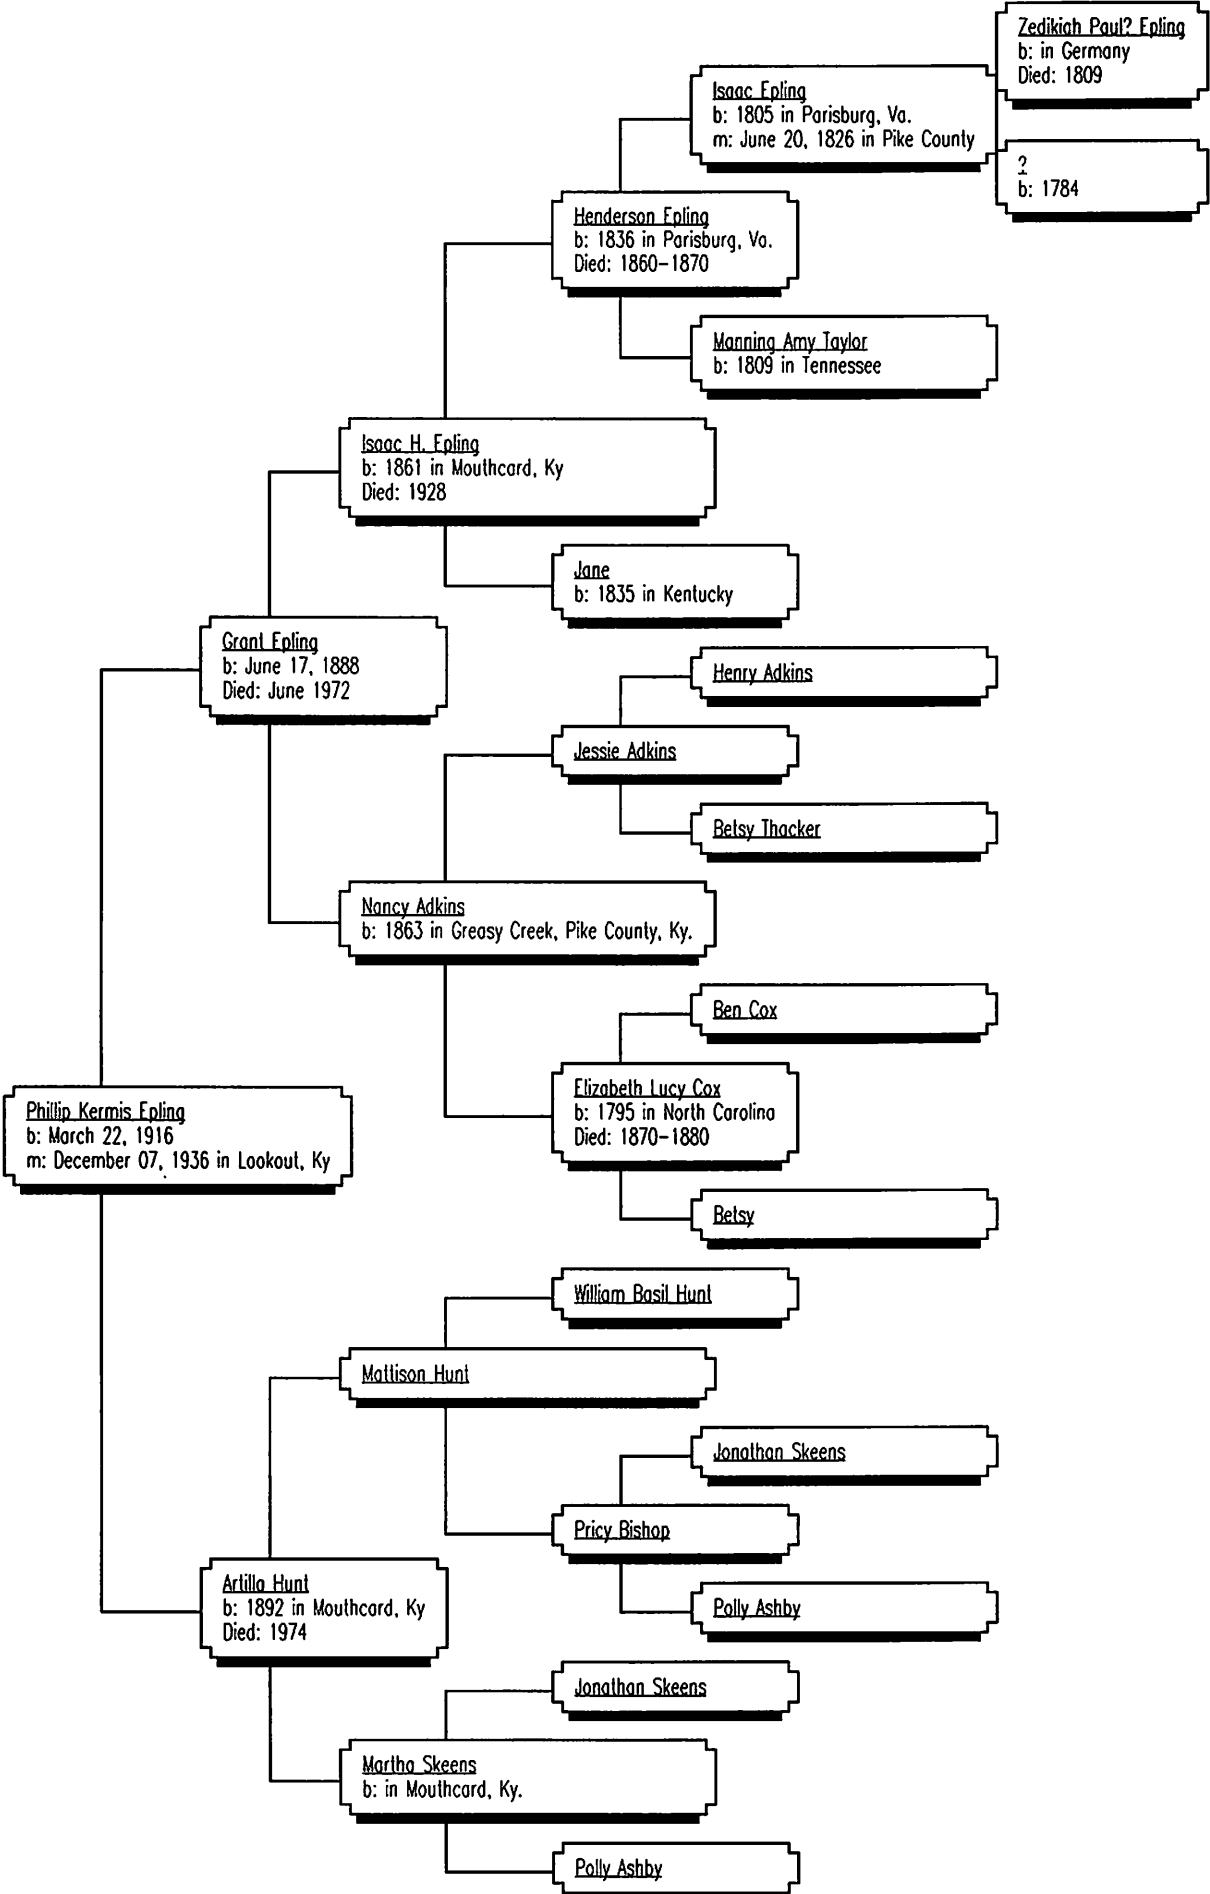 Zedikiah Paul? Epling
b: in Germany
Died: 1809
Isaac Epling
b: 1805 in Parisburg, Va.
m: June 20, 1826 in Pike County
?
b: 1784
Henderson Epling
b: 1836 in Parisburg, Va.
Died: 1860-1870
Manning Amy Taylor
b: 1809 in Tennessee
Isaac H. Epling
b: 1861 in Mouthcard, Ky
Died: 1928
Jane
b: 1835 in Kentucky
Grant Epling
b: June 17, 1888
Died: June 1972
Henry Adkins
Jessie Adkins
Betsy Thacker
Nancy Adkins
b: 1863 in Greasy Creek, Pike County, Ky.
Ben Cox
Elizabeth Lucy Cox
b: 1795 in North Carolina
Died: 1870-1880
Phillip Kermis Epling
b: March 22, 1916
m: December 07, 1936 in Lookout, Ky
Betsy
William Basil Hunt
Mattison Hunt
Jonathan Skeens
Pricy Bishop
Artilla Hunt
b: 1892 in Mouthcard, Ky
Died: 1974
Polly Ashby
Jonathan Skeens
Martha Skeens
b: in Mouthcard, Ky.
Polly Ashby